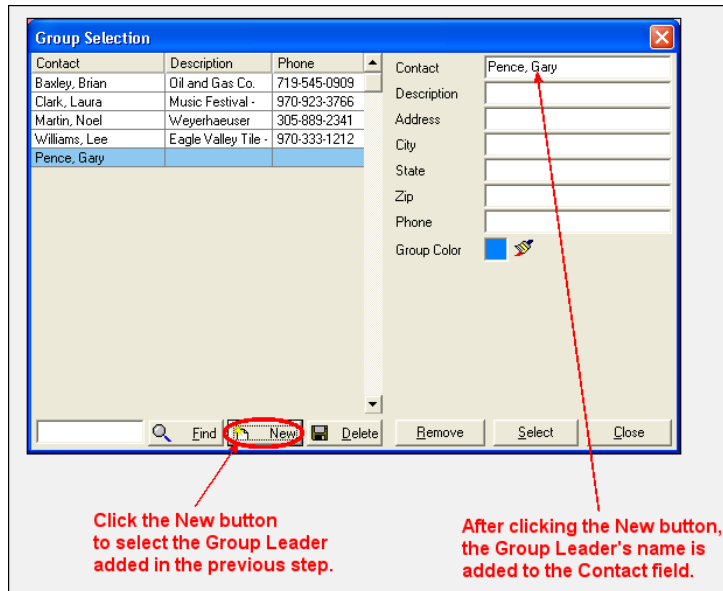 Group Selection
Contact Description Phone
Baxley, Brian Oil and Gas Co. 719-545-0909
Clark, Laura Music Festival - 970-923-3766
Martin, Noel Weyerhaeuser 305-889-2341
Williams, Lee Eagle Valley Tile - 970-333-1212
Pence, Gary
Contact Pence, Gary
Description
Address
City
State
Zip
Phone
Group Color
Find New Delete Remove Select Close
Click the New button
to select the Group Leader
added in the previous step.
After clicking the New button,
the Group Leader's name is
added to the Contact field.